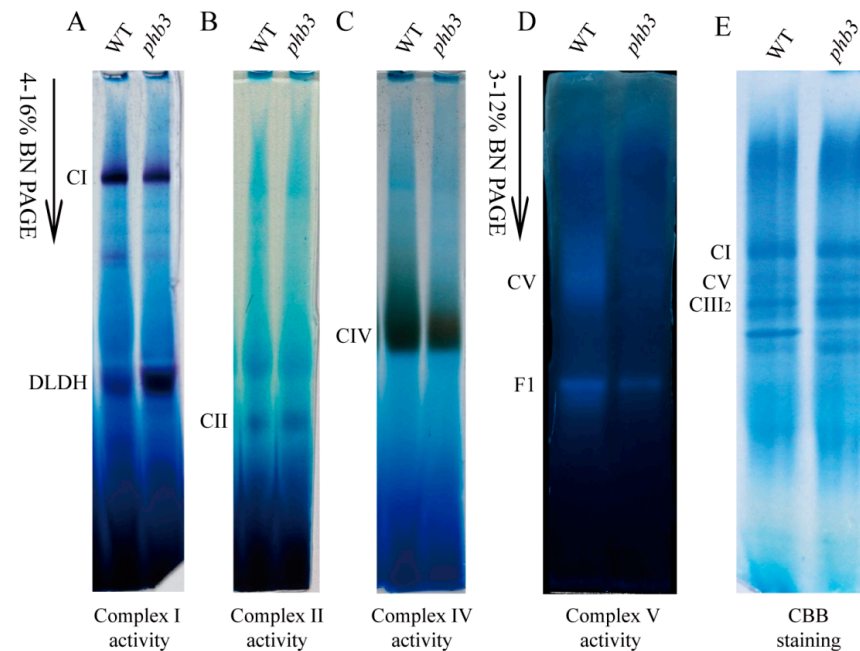 A
WT
phb3
B
WT
phb3
C
WT
phb3
D
WT
phb3
E
WT
phb3
4-16% BN PAGE
3-12% BN PAGE
CI
DLDH
CII
CIV
CV
F1
CI
CV
CIII₂
Complex I
activity
Complex II
activity
Complex IV
activity
Complex V
activity
CBB
staining